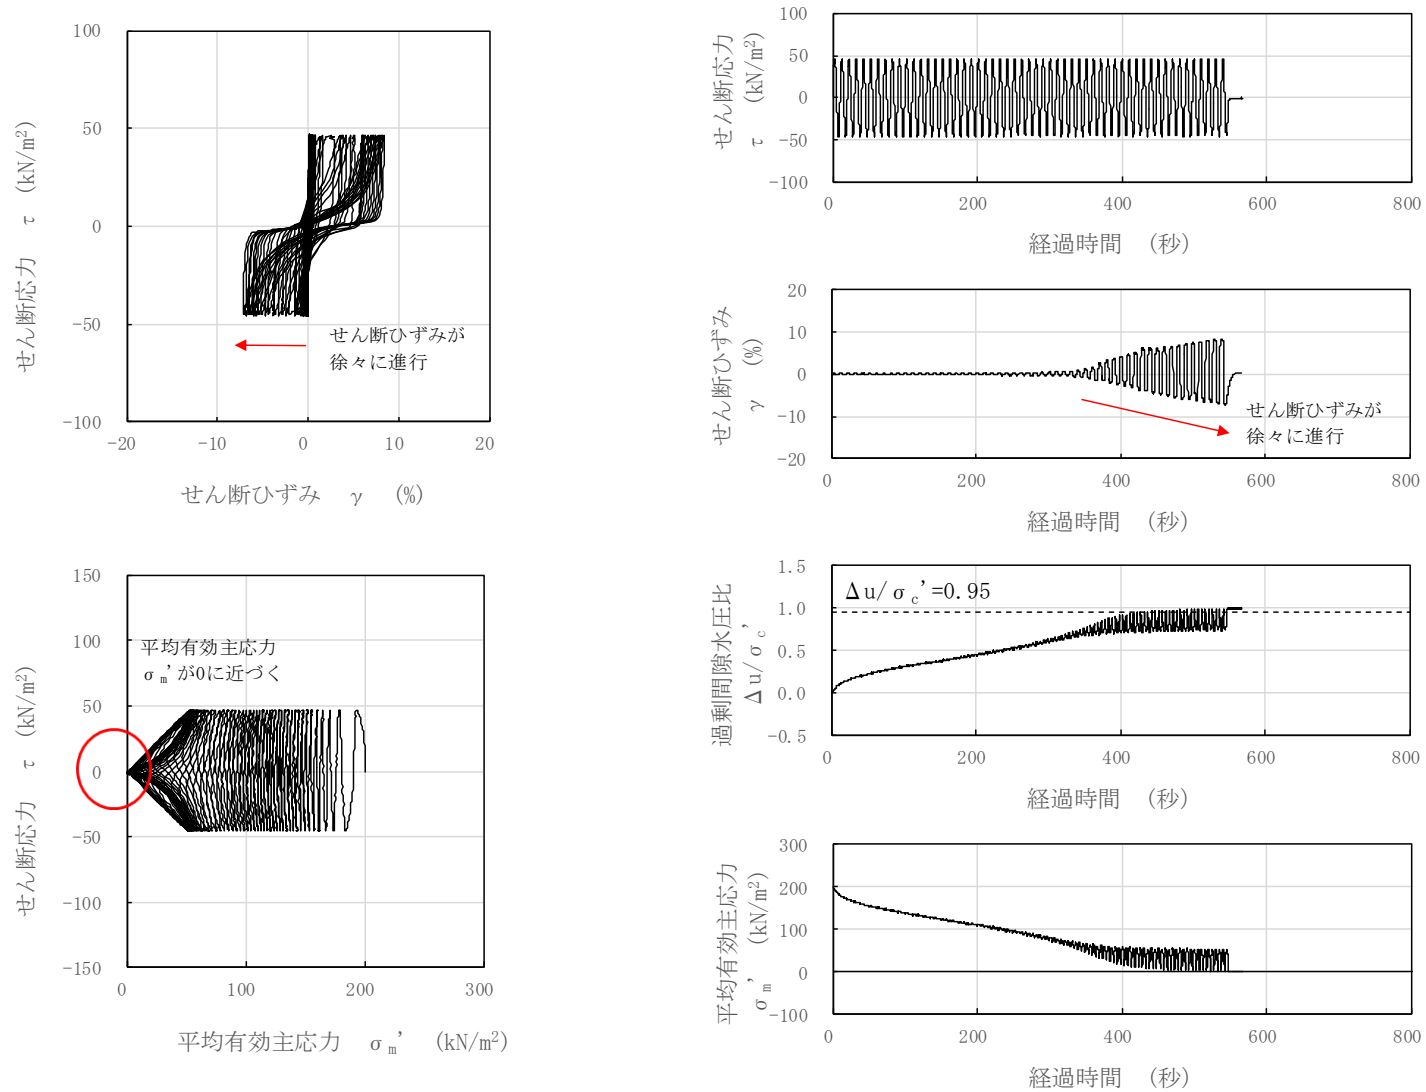 100
50
0
-50
-100
-20
-10
0
10
20
せん断応力 τ (kN/m²)
せん断ひずみ γ (%)
せん断ひずみが
徐々に進行
100
50
0
-50
-100
0
200
400
600
800
せん断応力
τ (kN/m²)
経過時間 (秒)
20
10
0
-10
-20
0
200
400
600
800
せん断ひずみ
γ (%)
せん断ひずみが
徐々に進行
経過時間 (秒)
150
100
50
0
-50
-100
-150
0
100
200
300
せん断応力 τ (kN/m²)
平均有効主応力
σm'が0に近づく
平均有効主応力 σm' (kN/m²)
1.5
1.0
0.5
0.0
-0.5
0
200
400
600
800
過剰間隙水圧比
Δu/σc'
Δu/σc'=0.95
経過時間 (秒)
300
200
100
0
-100
0
200
400
600
800
平均有効主応力
σm' (kN/m²)
経過時間 (秒)